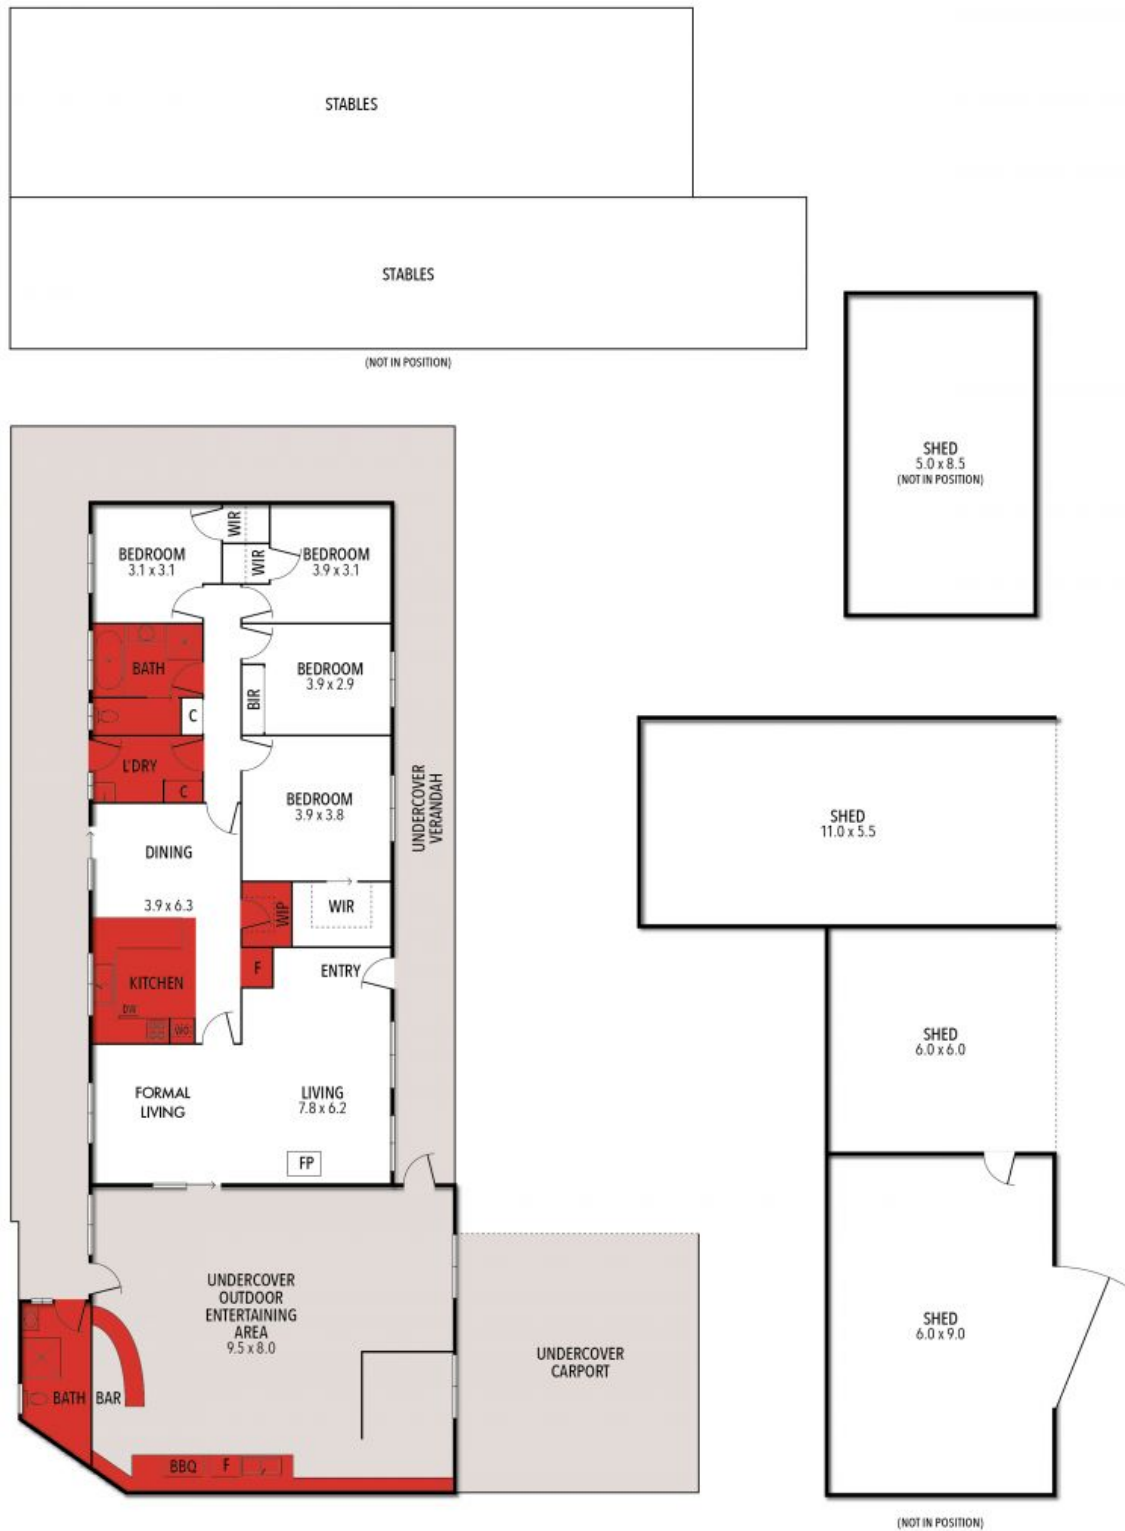 STABLES
STABLES
(NOT IN POSITION)
SHED
5.0 x 8.5
(NOT IN POSITION)
WIR
BEDROOM
3.1 x 3.1
WIR
BEDROOM
3.9 x 3.1
BATH
BEDROOM
3.9 x 2.9
BIR
C
L'DRY
C
BEDROOM
3.9 x 3.8
UNDERCOVER
VERANDAH
SHED
11.0 x 5.5
DINING
3.9 x 6.3
WIP
WIR
F
ENTRY
KITCHEN
DW
WO
SHED
6.0 x 6.0
FORMAL
LIVING
LIVING
7.8 x 6.2
FP
UNDERCOVER
OUTDOOR
ENTERTAINING
AREA
9.5 x 8.0
UNDERCOVER
CARPORT
SHED
6.0 x 9.0
BATH
BAR
BBQ
F
(NOT IN POSITION)